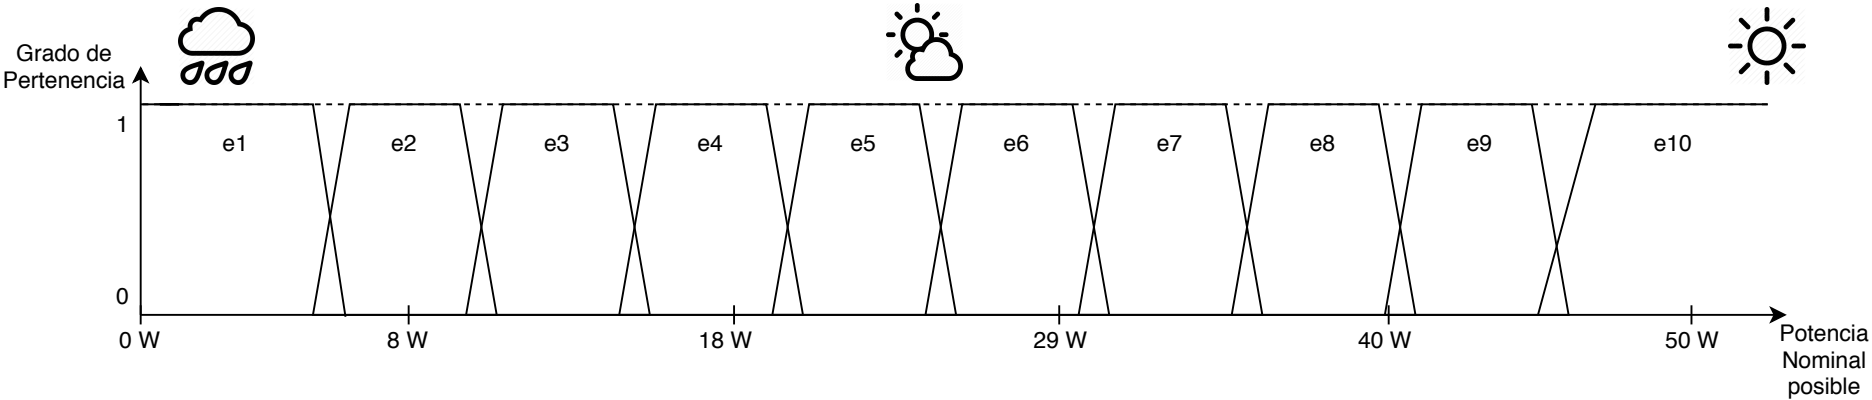 Grado de
Pertenencia
1
e1 e2 e3 e4 e5 e6 e7 e8 e9 e10
0
0 W 8 W 18 W 29 W 40 W 50 W
Potencia
Nominal
posible